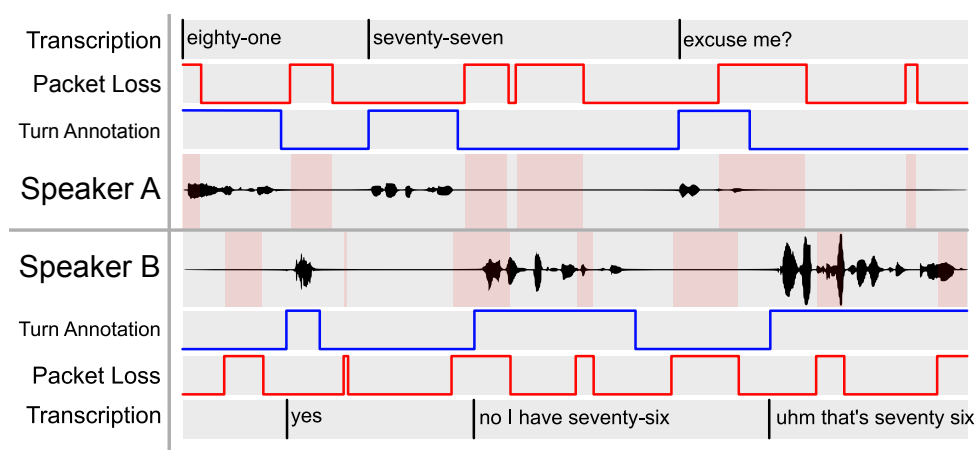 Transcription eighty-one seventy-seven excuse me?
Packet Loss
Turn Annotation
Speaker A
Speaker B
Turn Annotation
Packet Loss
Transcription yes no I have seventy-six uhm that's seventy six